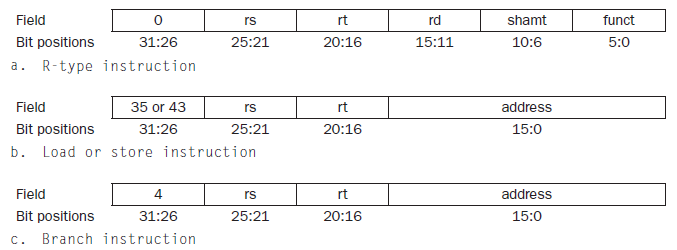 Field 0 rs rt rd shamt funct
Bit positions 31:26 25:21 20:16 15:11 10:6 5:0
a. R-type instruction
Field 35 or 43 rs rt address
Bit positions 31:26 25:21 20:16 15:0
b. Load or store instruction
Field 4 rs rt address
Bit positions 31:26 25:21 20:16 15:0
c. Branch instruction